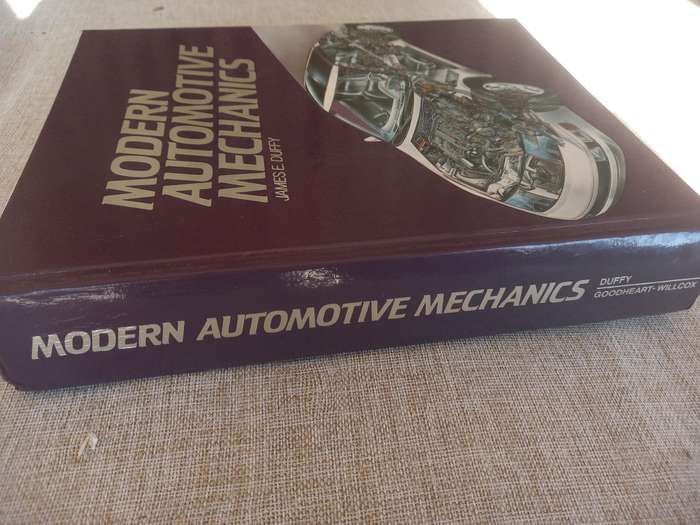 MODERN
AUTOMOTIVE
MECHANICS
JAMES E. DUFFY
MODERN AUTOMOTIVE MECHANICS
DUFFY
GOODHEART-WILLCOX